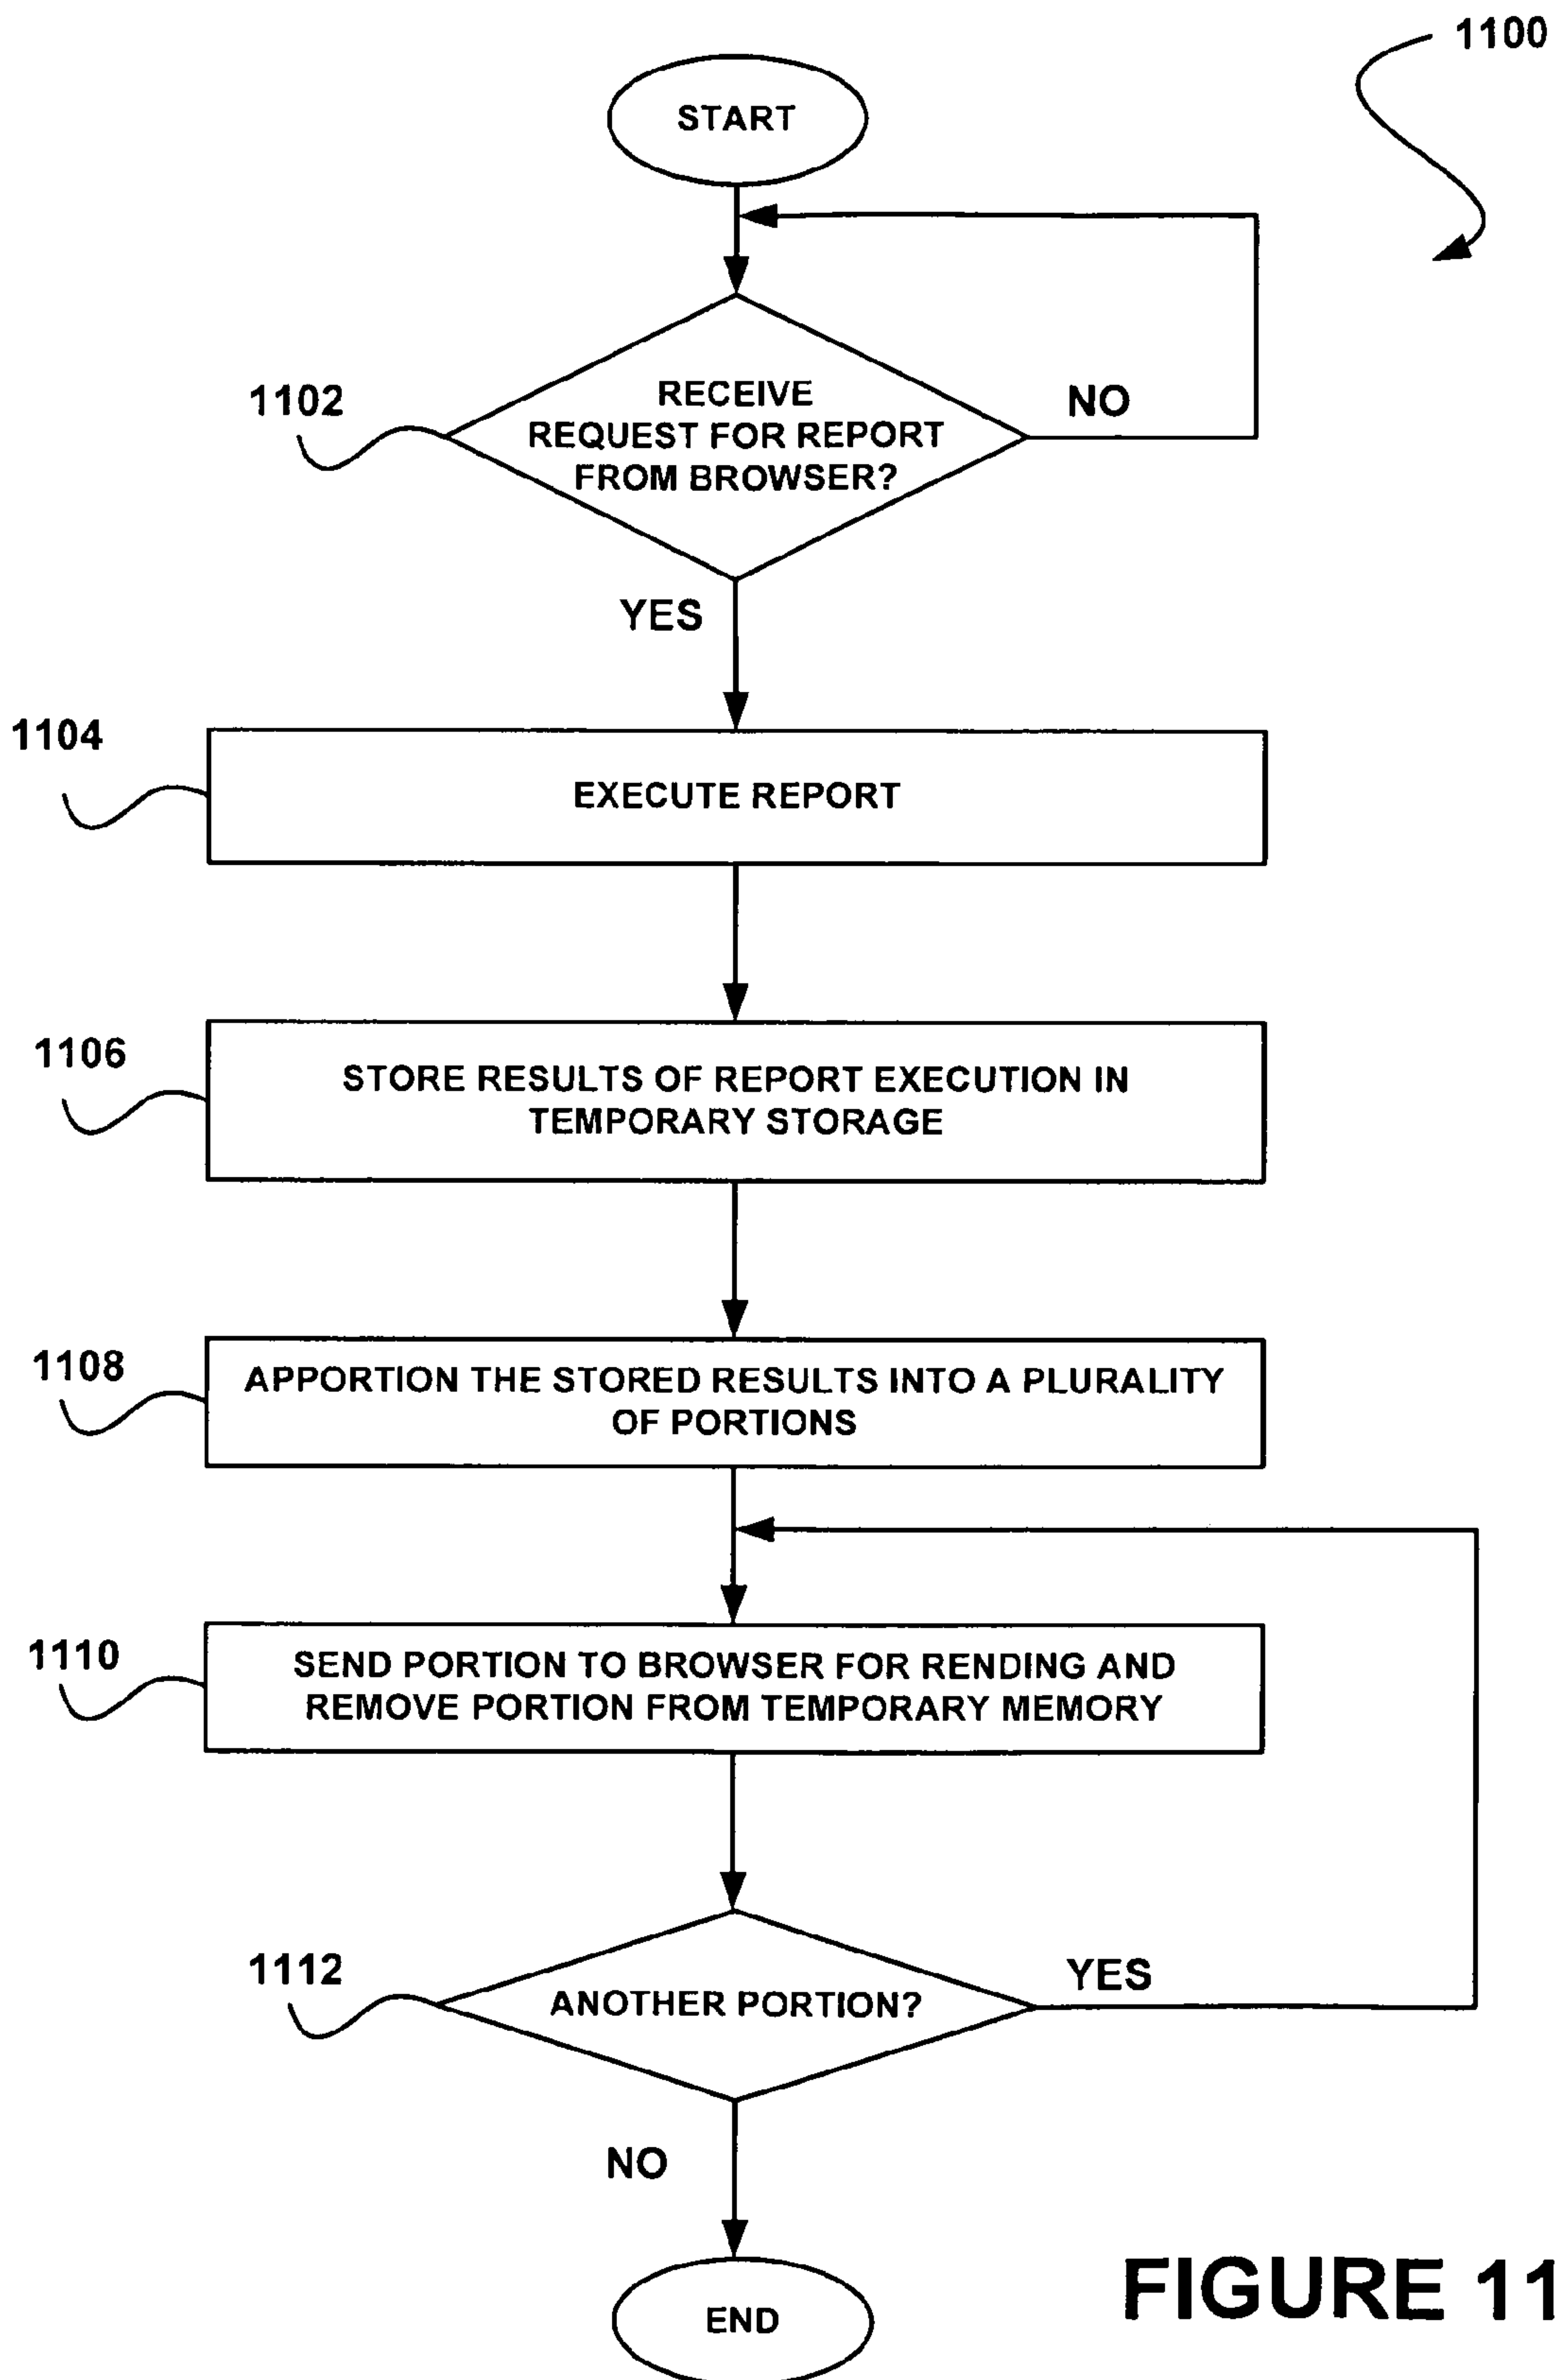 1100
START
1102
RECEIVE
REQUEST FOR REPORT
FROM BROWSER?
NO
YES
1104
EXECUTE REPORT
1106
STORE RESULTS OF REPORT EXECUTION IN
TEMPORARY STORAGE
1108
APPORTION THE STORED RESULTS INTO A PLURALITY
OF PORTIONS
1110
SEND PORTION TO BROWSER FOR RENDING AND
REMOVE PORTION FROM TEMPORARY MEMORY
1112
ANOTHER PORTION?
YES
NO
END
FIGURE 11